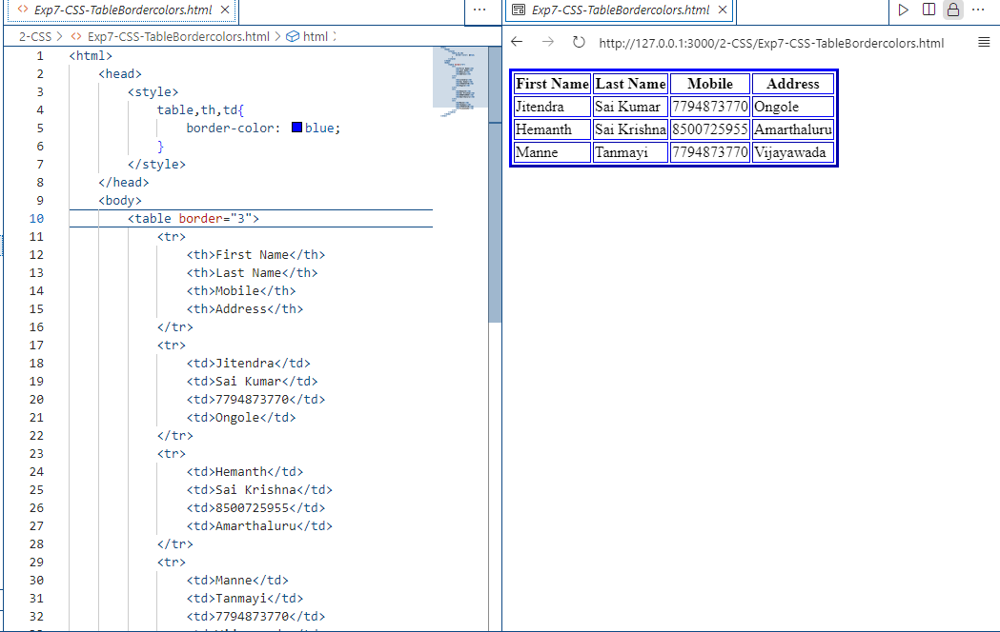 Exp7-CSS-TableBordercolors.html
2-CSS > Exp7-CSS-TableBordercolors.html > html >
1 <html>
2 <head>
3 <style>
4 table,th,td{
5 border-color: blue;
6 }
7 </style>
8 </head>
9 <body>
10 <table border="3">
11 <tr>
12 <th>First Name</th>
13 <th>Last Name</th>
14 <th>Mobile</th>
15 <th>Address</th>
16 </tr>
17 <tr>
18 <td>Jitendra</td>
19 <td>Sai Kumar</td>
20 <td>7794873770</td>
21 <td>Ongole</td>
22 </tr>
23 <tr>
24 <td>Hemanth</td>
25 <td>Sai Krishna</td>
26 <td>8500725955</td>
27 <td>Amarthaluru</td>
28 </tr>
29 <tr>
30 <td>Manne</td>
31 <td>Tanmayi</td>
32 <td>7794873770</td>
Exp7-CSS-TableBordercolors.html
http://127.0.0.1:3000/2-CSS/Exp7-CSS-TableBordercolors.html
First Name Last Name Mobile Address
Jitendra Sai Kumar 7794873770 Ongole
Hemanth Sai Krishna 8500725955 Amarthaluru
Manne Tanmayi 7794873770 Vijayawada